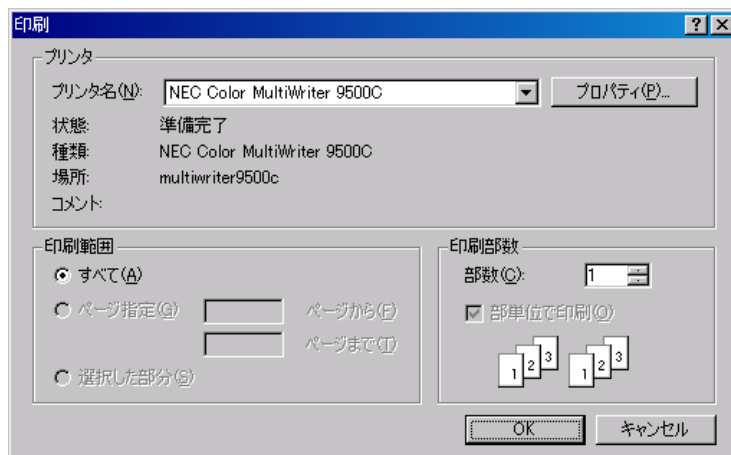 印刷
プリンタ
プリンタ名(N): NEC Color MultiWriter 9500C プロパティ(P)...
状態: 準備完了
種類: NEC Color MultiWriter 9500C
場所: multiwriter9500c
コメント:
印刷範囲
すべて(A)
ページ指定(G) ページから(F)
ページまで(T)
選択した部分(S)
印刷部数
部数(C): 1
部単位で印刷(O)
1 2 3 1 2 3
OK キャンセル